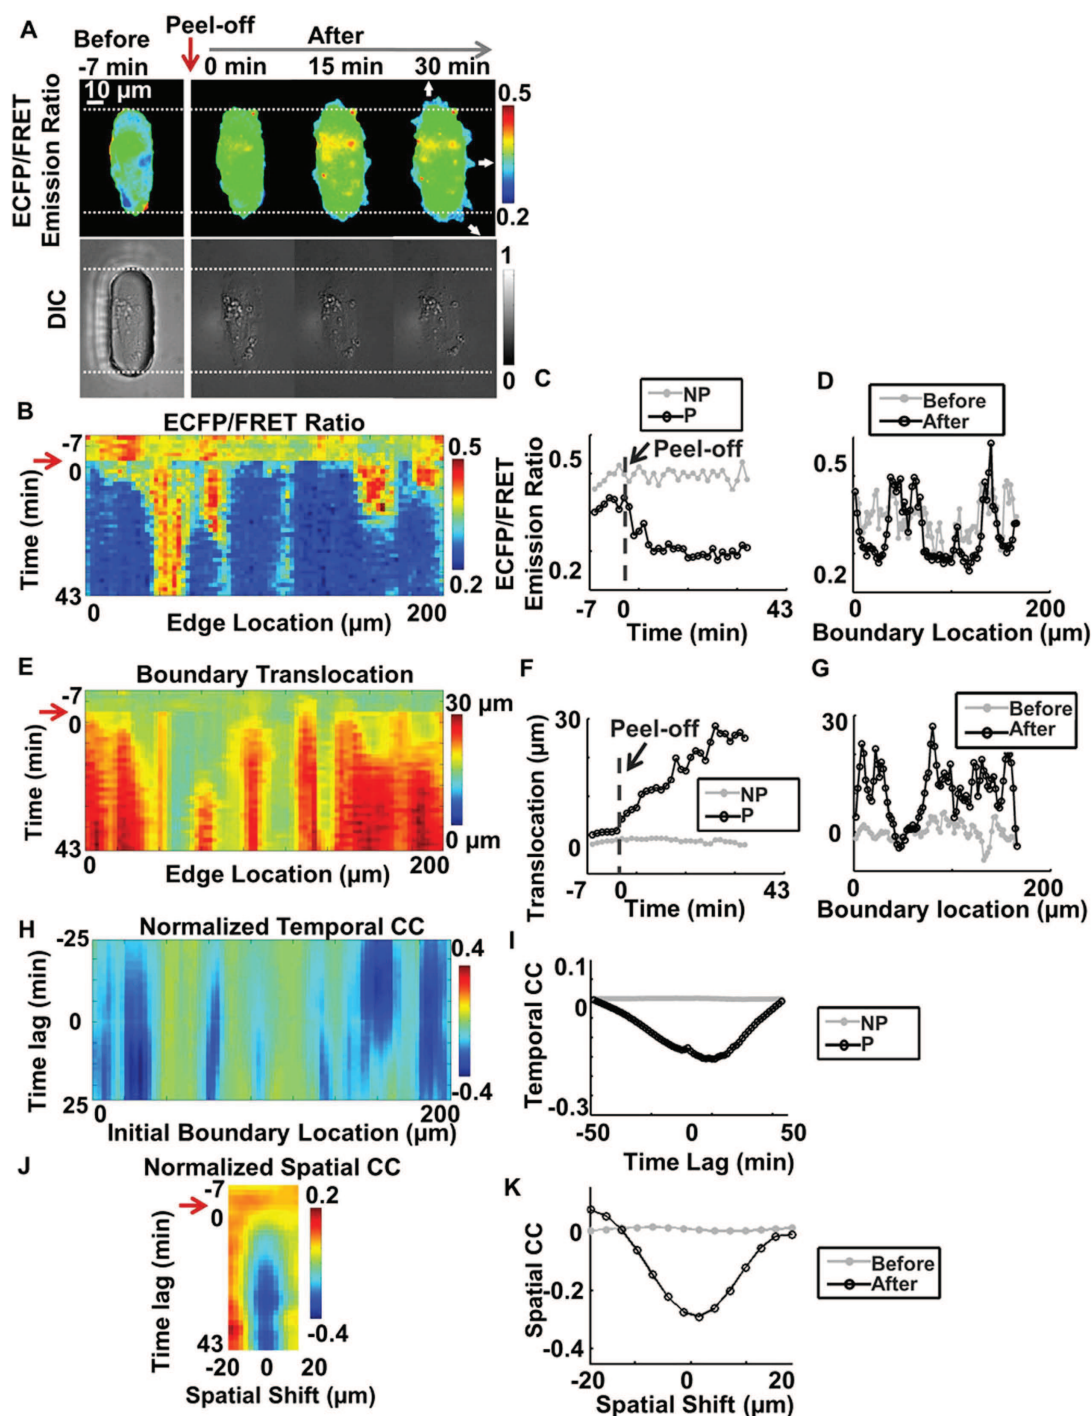 A
Peel-off
Before
After
-7 min
0 min
15 min
30 min
10 µm
ECFP/FRET
Emission Ratio
0.5
0.2
DIC
1
0
B
ECFP/FRET Ratio
-7
0
43
Time (min)
0
200
Edge Location (µm)
0.5
0.2
C
NP
P
Peel-off
ECFP/FRET
Emission Ratio
0.5
0.2
-7
0
43
Time (min)
D
Before
After
0.5
0.2
0
200
Boundary Location (µm)
E
Boundary Translocation
-7
0
43
Time (min)
0
200
Edge Location (µm)
30 µm
0 µm
F
Peel-off
NP
P
Translocation (µm)
30
15
0
-7
0
43
Time (min)
G
Before
After
30
15
0
0
200
Boundary location (µm)
H
Normalized Temporal CC
-25
0
25
Time lag (min)
0
200
Initial Boundary Location (µm)
0.4
-0.4
I
Temporal CC
0.1
0
-0.3
-50
0
50
Time Lag (min)
NP
P
J
Normalized Spatial CC
-7
0
43
Time lag (min)
-20
0
20
Spatial Shift (µm)
0.2
-0.4
K
Spatial CC
0
-0.2
-0.4
-20
0
20
Spatial Shift (µm)
Before
After